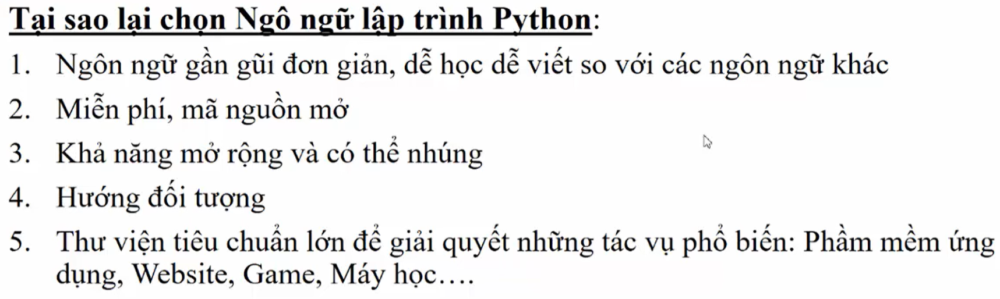 Tại sao lại chọn Ngô ngữ lập trình Python:
1. Ngôn ngữ gần gũi đơn giản, dễ học dễ viết so với các ngôn ngữ khác
2. Miễn phí, mã nguồn mở
3. Khả năng mở rộng và có thể nhúng
4. Hướng đối tượng
5. Thư viện tiêu chuẩn lớn để giải quyết những tác vụ phổ biến: Phầm mềm ứng
dụng, Website, Game, Máy học....